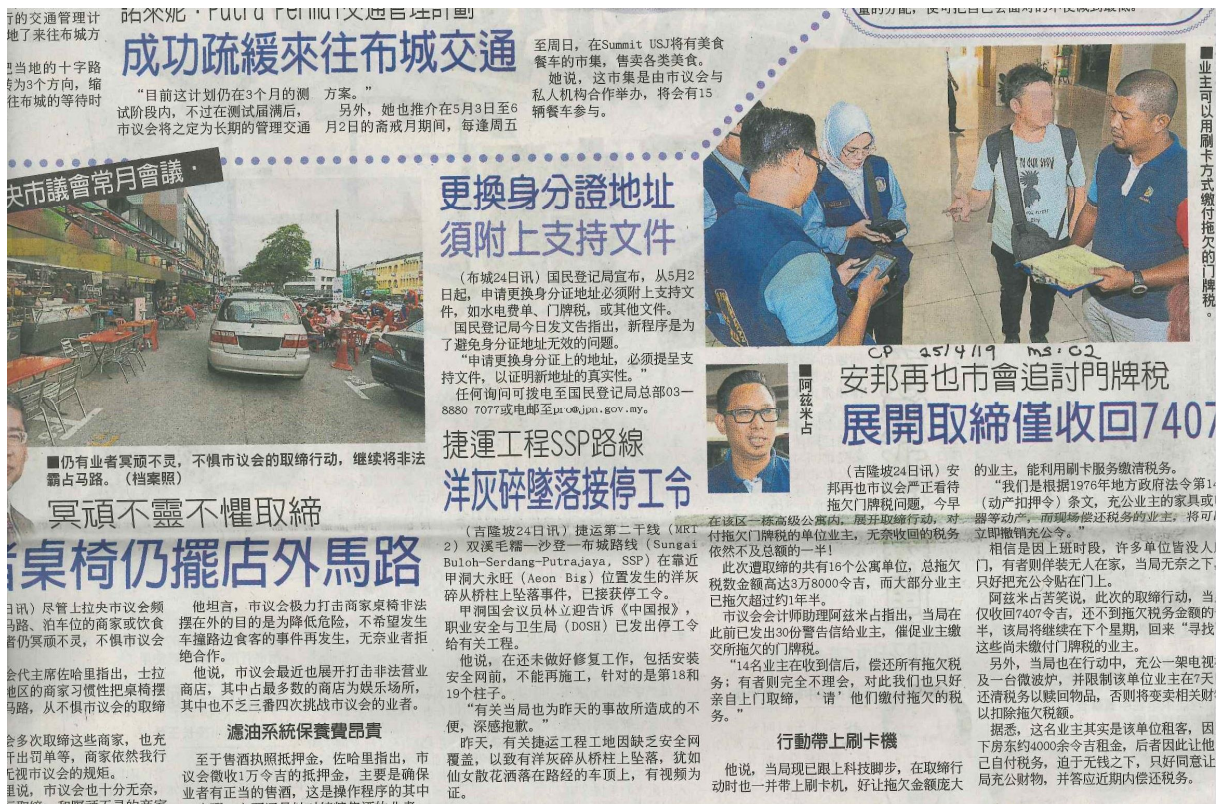 行的交通管理计
地了来往布城方
把当地的十字路
转为3个方向，缩
往布城的等待时
諾來妮·Putra Permai交通管理計劃
成功疏緩來往布城交通
“目前这计划仍在3个月的测
试阶段内，不过在测试届满后，
市议会将之定为长期的管理交通
方案。”
另外，她也推介在5月3日至6
月2日的斋戒月期间，每逢周五
至周日，在Summit USJ将有美食
餐车的市集，售卖各类美食。
她说，这市集是由市议会与
私人机构合作举办，将会有15
辆餐车参与。
■业主可以用刷卡方式缴付拖欠的门牌税。
央市議會常月會議·
■仍有业者冥顽不灵，不惧市议会的取缔行动，继续将非法
霸占马路。（档案照）
冥頑不靈不懼取締
者桌椅仍擺店外馬路
日讯）尽管上拉央市议会频
马路、泊车位的商家或饮食
者仍冥顽不灵，不惧市议会
会代主席佐哈里指出，士拉
地区的商家习惯性把桌椅摆
马路，从不惧市议会的取缔
会多次取缔这些商家，也充
开出罚单等，商家依然我行
无视市议会的规矩。
里说，市议会也十分无奈，
他坦言，市议会极力打击商家桌椅非法
摆在外的目的是为降低危险，不希望发生
车撞路边食客的事件再发生，无奈业者拒
绝合作。
他说，市议会最近也展开打击非法营业
商店，其中占最多数的商店为娱乐场所，
其中也不乏三番四次挑战市议会的业者。
濾油系統保養費昂貴
至于售酒执照抵押金，佐哈里指出，市
议会徵收1万令吉的抵押金，主要是确保
业者有正当的售酒，这是操作程序的其中
更換身分證地址
須附上支持文件
（布城24日讯）国民登记局宣布，从5月2
日起，申请更换身分证地址必须附上支持文
件，如水电费单、门牌税，或其他文件。
国民登记局今日发文告指出，新程序是为
了避免身分证地址无效的问题。
“申请更换身分证上的地址，必须提呈支
持文件，以证明新地址的真实性。”
任何询问可拨电至国民登记局总部03—
8880 7077或电邮至pro@jpn.gov.my。
捷運工程SSP路線
洋灰碎墜落接停工令
（吉隆坡24日讯）捷运第二干线（MRT
2）双溪毛糯—沙登—布城路线（Sungai
Buloh-Serdang-Putrajaya, SSP）在靠近
甲洞大永旺（Aeon Big）位置发生的洋灰
碎从桥柱上坠落事件，已接获停工令。
甲洞国会议员林立迎告诉《中国报》，
职业安全与卫生局（DOSH）已发出停工令
给有关工程。
他说，在还未做好修复工作，包括安装
安全网前，不能再施工，针对的是第18和
19个柱子。
“有关当局也为昨天的事故所造成的不
便，深感抱歉。”
昨天，有关捷运工程工地因缺乏安全网
覆盖，以致有洋灰碎从桥柱上坠落，犹如
仙女散花洒落在路经的车顶上，有视频为
证。
CP 25/4/19 ms: 02
■阿兹米占
安邦再也市會追討門牌稅
展開取締僅收回7407
（吉隆坡24日讯）安
邦再也市议会严正看待
拖欠门牌税问题，今早
在该区一栋高级公寓内，展开取缔行动，对
付拖欠门牌税的单位业主，无奈收回的税务
依然不及总额的一半！
此次遭取缔的共有16个公寓单位，总拖欠
税数金额高达3万8000令吉，而大部分业主
已拖欠超过约1年半。
市议会会计师助理阿兹米占指出，当局在
此前已发出30份警告信给业主，催促业主缴
交所拖欠的门牌税。
“14名业主在收到信后，偿还所有拖欠税
务；有者则完全不理会，对此我们也只好
亲自上门取缔，‘请’他们缴付拖欠的税
务。”
行動帶上刷卡機
他说，当局现已跟上科技脚步，在取缔行
动时也一并带上刷卡机，好让拖欠金额庞大
的业主，能利用刷卡服务缴清税务。
“我们是根据1976年地方政府法令第14
（动产扣押令）条文，充公业主的家具或电
器等动产，而现场偿还税务的业主，将可以
立即撤销充公令。”
相信是因上班时段，许多单位皆没人应
门，有者则佯装无人在家，当局无奈之下，
只好把充公令贴在门上。
阿兹米占苦笑说，此次的取缔行动，当局
仅收回7407令吉，还不到拖欠税务金额的一
半，该局将继续在下个星期，回来“寻找”
这些尚未缴付门牌税的业主。
另外，当局也在行动中，充公一架电视
及一台微波炉，并限制该单位业主在7天
还清税务以赎回物品，否则将变卖相关财物
以扣除拖欠税额。
据悉，这名业主其实是该单位租客，因
下房东约4000余令吉租金，后者因此让他
己自付税务，迫于无钱之下，只好同意让
局充公财物，并答应近期内偿还税务。